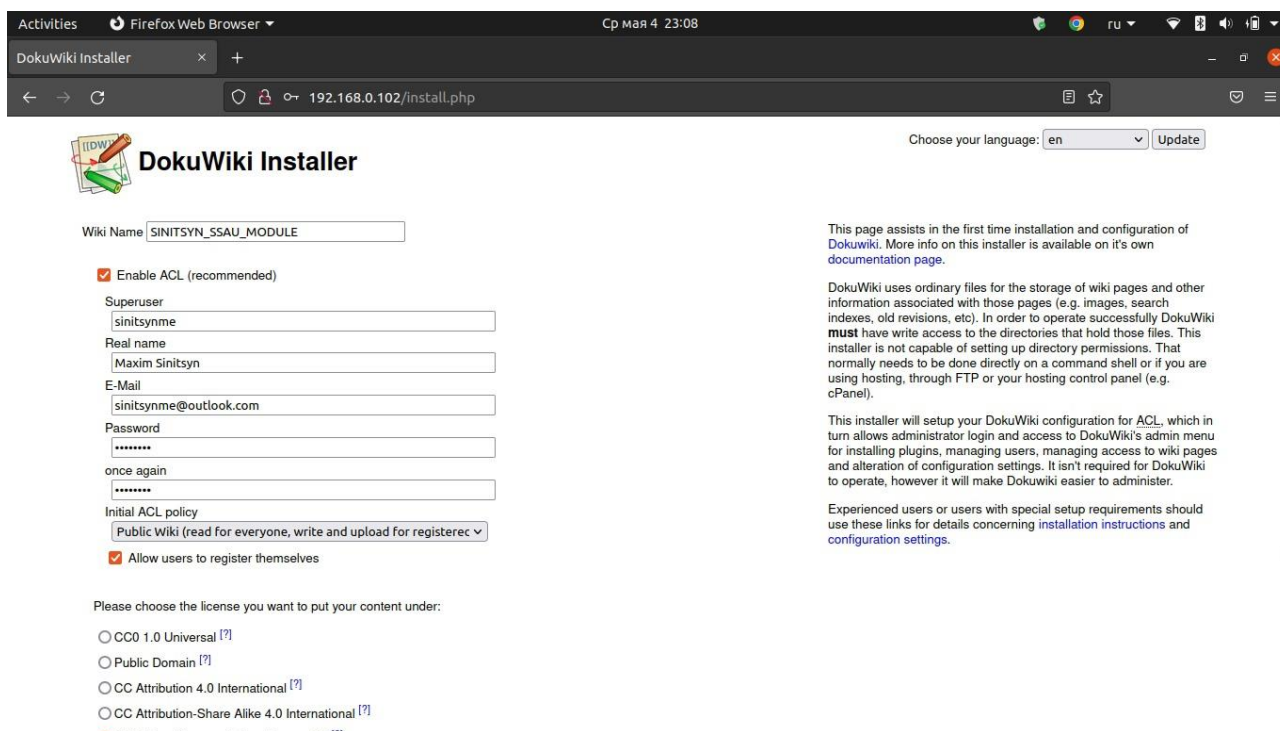 Activities Firefox Web Browser Ср мая 4 23:08 ru
DokuWiki Installer
192.168.0.102/install.php
[[DW]]
DokuWiki Installer
Choose your language: en Update
Wiki Name SINITSYN_SSAU_MODULE
Enable ACL (recommended)
Superuser
sinitsynme
Real name
Maxim Sinitsyn
E-Mail
sinitsynme@outlook.com
Password
••••••••
once again
••••••••
Initial ACL policy
Public Wiki (read for everyone, write and upload for registerec
Allow users to register themselves
Please choose the license you want to put your content under:
CC0 1.0 Universal [?]
Public Domain [?]
CC Attribution 4.0 International [?]
CC Attribution-Share Alike 4.0 International [?]
This page assists in the first time installation and configuration of
Dokuwiki. More info on this installer is available on it's own
documentation page.
DokuWiki uses ordinary files for the storage of wiki pages and other
information associated with those pages (e.g. images, search
indexes, old revisions, etc). In order to operate successfully DokuWiki
must have write access to the directories that hold those files. This
installer is not capable of setting up directory permissions. That
normally needs to be done directly on a command shell or if you are
using hosting, through FTP or your hosting control panel (e.g.
cPanel).
This installer will setup your DokuWiki configuration for ACL, which in
turn allows administrator login and access to DokuWiki's admin menu
for installing plugins, managing users, managing access to wiki pages
and alteration of configuration settings. It isn't required for DokuWiki
to operate, however it will make Dokuwiki easier to administer.
Experienced users or users with special setup requirements should
use these links for details concerning installation instructions and
configuration settings.